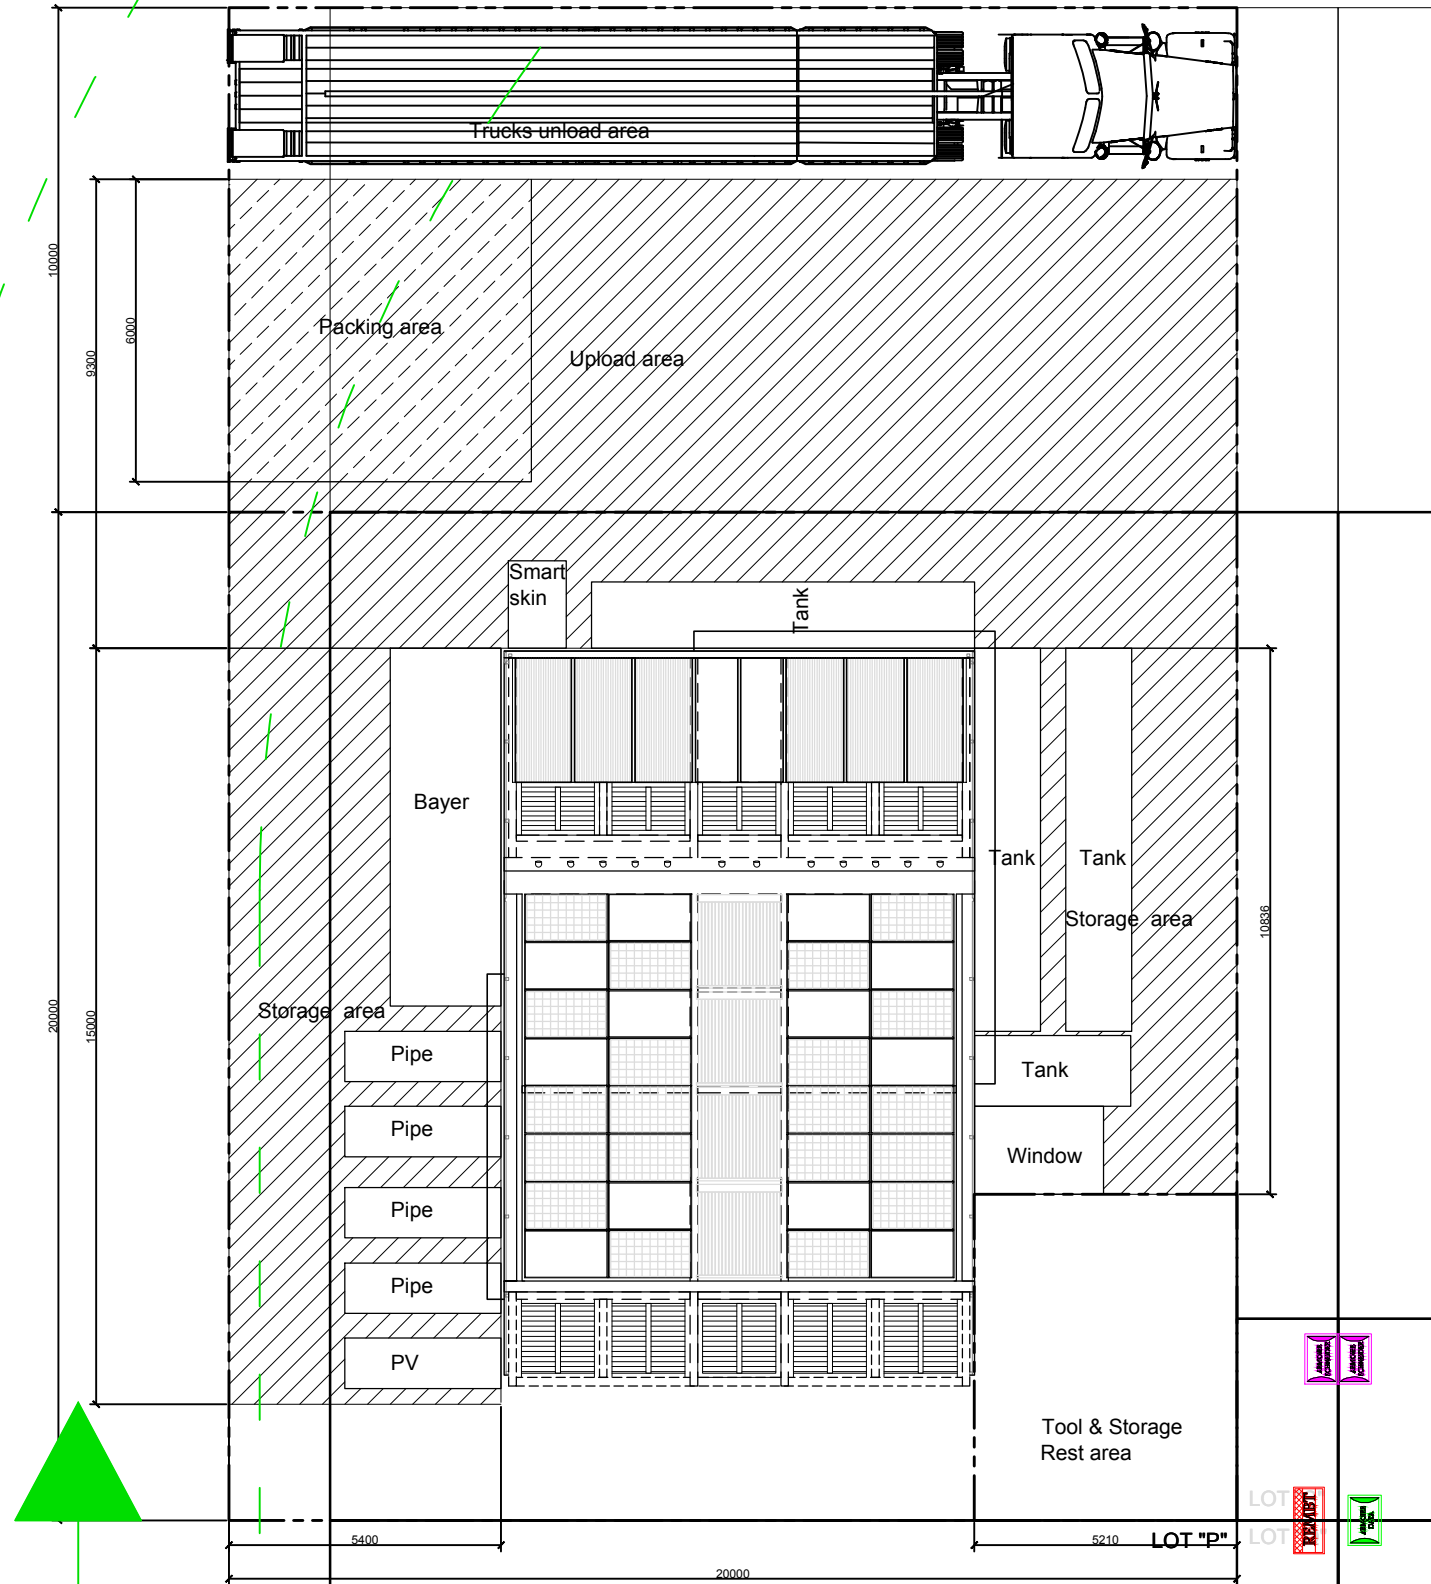 Trucks unload area
10000
9300
6000
Packing area
Upload area
Smart
skin
Tank
Bayer
Tank
Tank
Storage area
10836
20000
15000
Storage area
Pipe
Tank
Pipe
Window
Pipe
Pipe
PV
Tool & Storage
Rest area
LOT
LOT
5400
5210
LOT "P"
20000